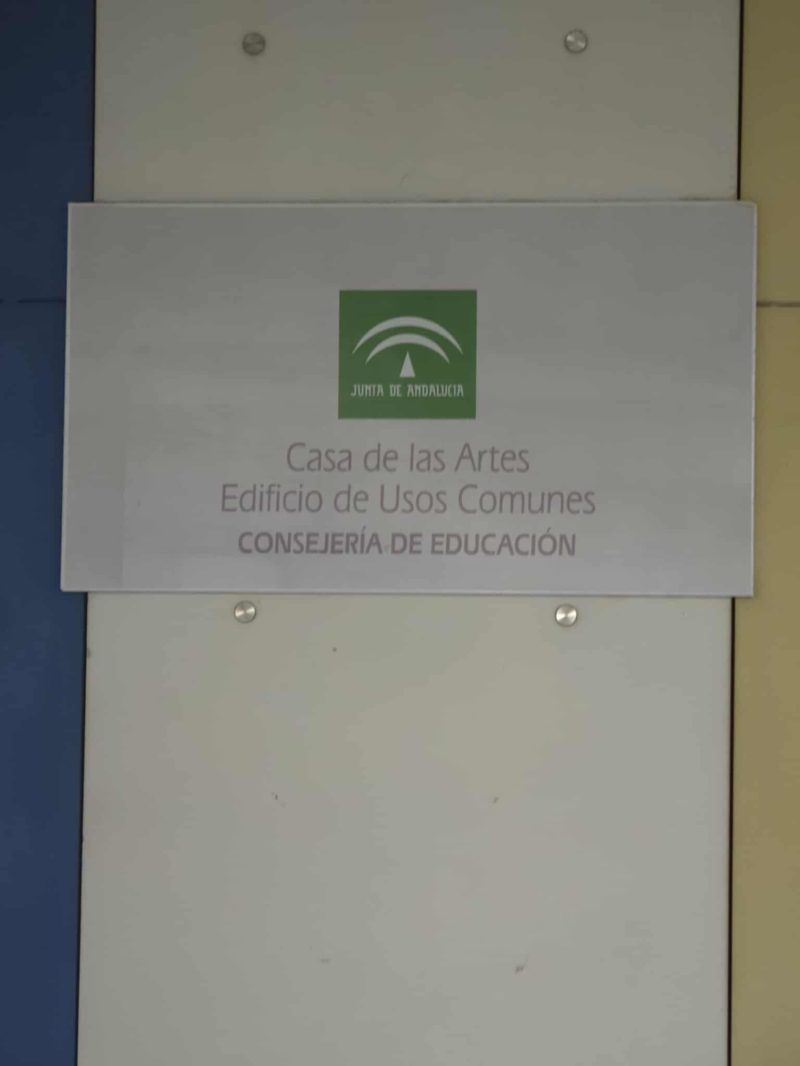 JUNTA DE ANDALUCIA
Casa de las Artes
Edificio de Usos Comunes
CONSEJERÍA DE EDUCACIÓN